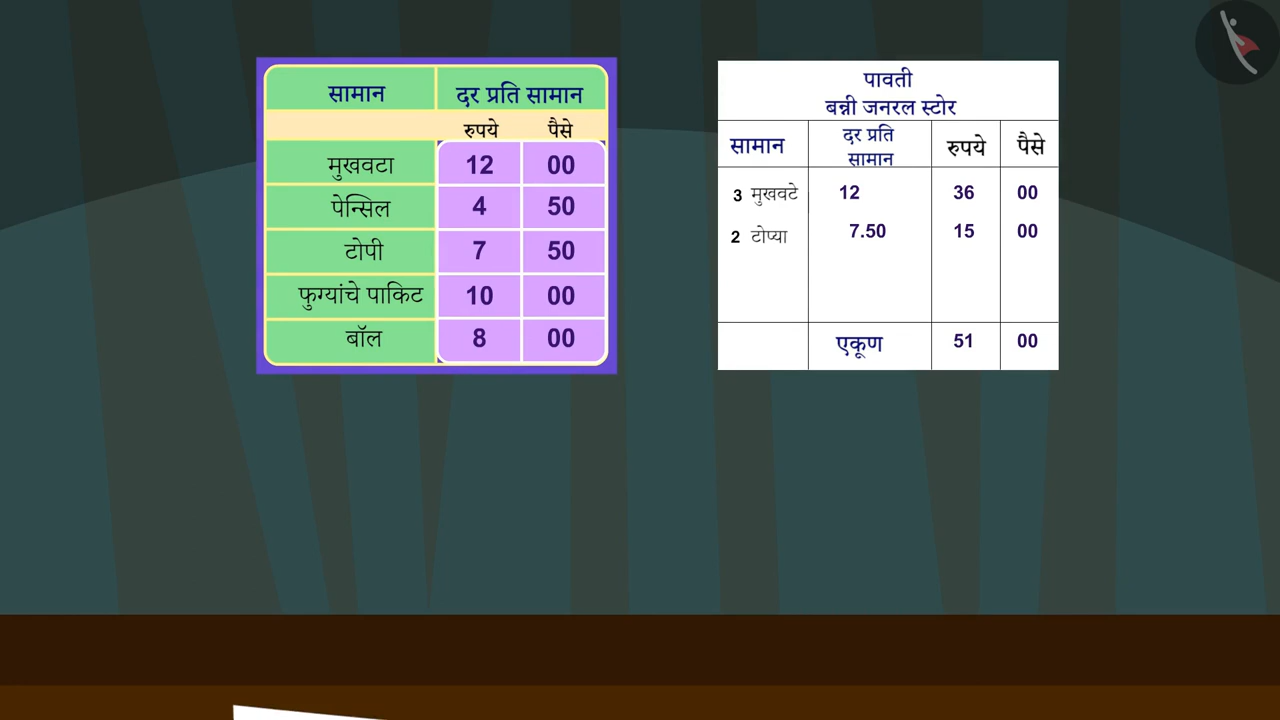 सामान दर प्रति सामान
रुपये पैसे
मुखवटा 12 00
पेन्सिल 4 50
टोपी 7 50
फुग्यांचे पाकिट 10 00
बॉल 8 00
पावती
बन्नी जनरल स्टोर
सामान दर प्रति सामान रुपये पैसे
3 मुखवटे 12 36 00
2 टोप्या 7.50 15 00
एकूण 51 00